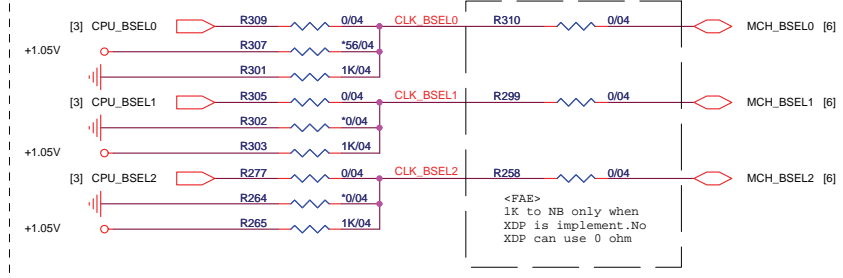 [3] CPU_BSEL0 R309 0/04 CLK_BSEL0 R310 0/04 MCH_BSEL0 [6]
+1.05V R307 *56/04
R301 1K/04
[3] CPU_BSEL1 R305 0/04 CLK_BSEL1 R299 0/04 MCH_BSEL1 [6]
R302 *0/04
+1.05V R303 1K/04
[3] CPU_BSEL2 R277 0/04 CLK_BSEL2 R258 0/04 MCH_BSEL2 [6]
R264 *0/04
+1.05V R265 1K/04
<FAE>
1K to NB only when
XDP is implement.No
XDP can use 0 ohm